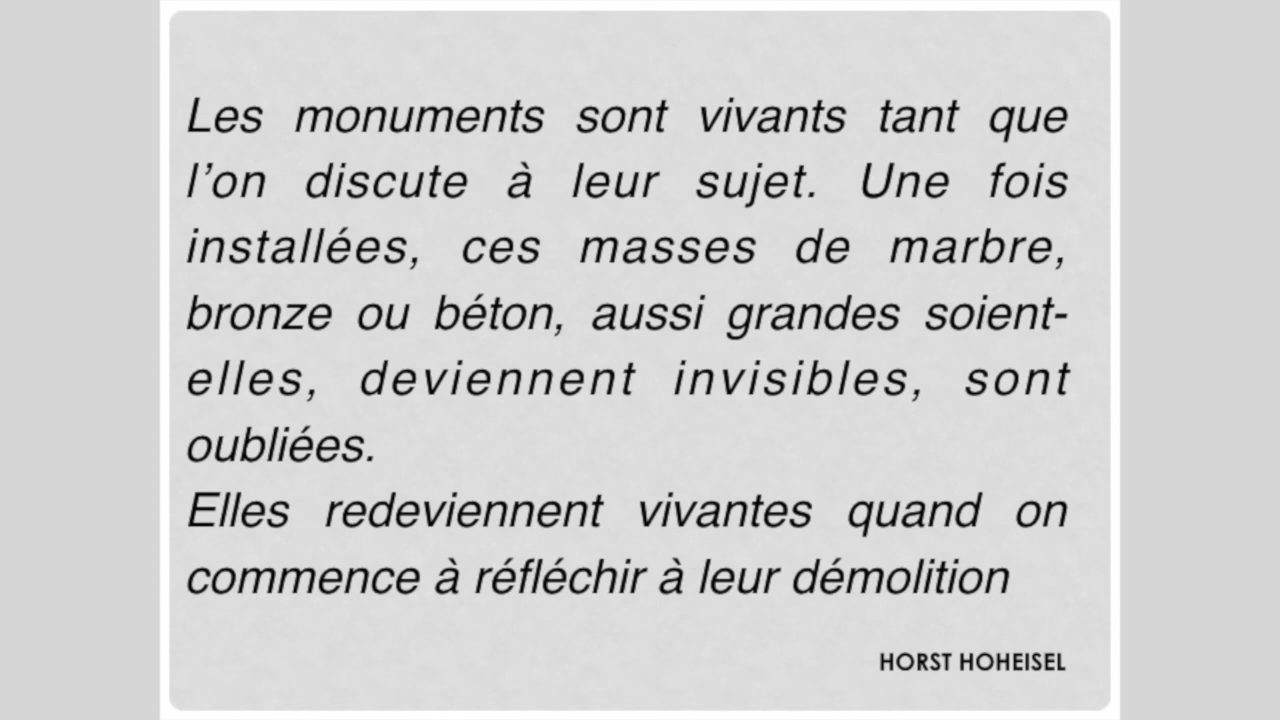 Les monuments sont vivants tant que
l’on discute à leur sujet. Une fois
installées, ces masses de marbre,
bronze ou béton, aussi grandes soient-
elles, deviennent invisibles, sont
oubliées.
Elles redeviennent vivantes quand on
commence à réfléchir à leur démolition
HORST HOHEISEL